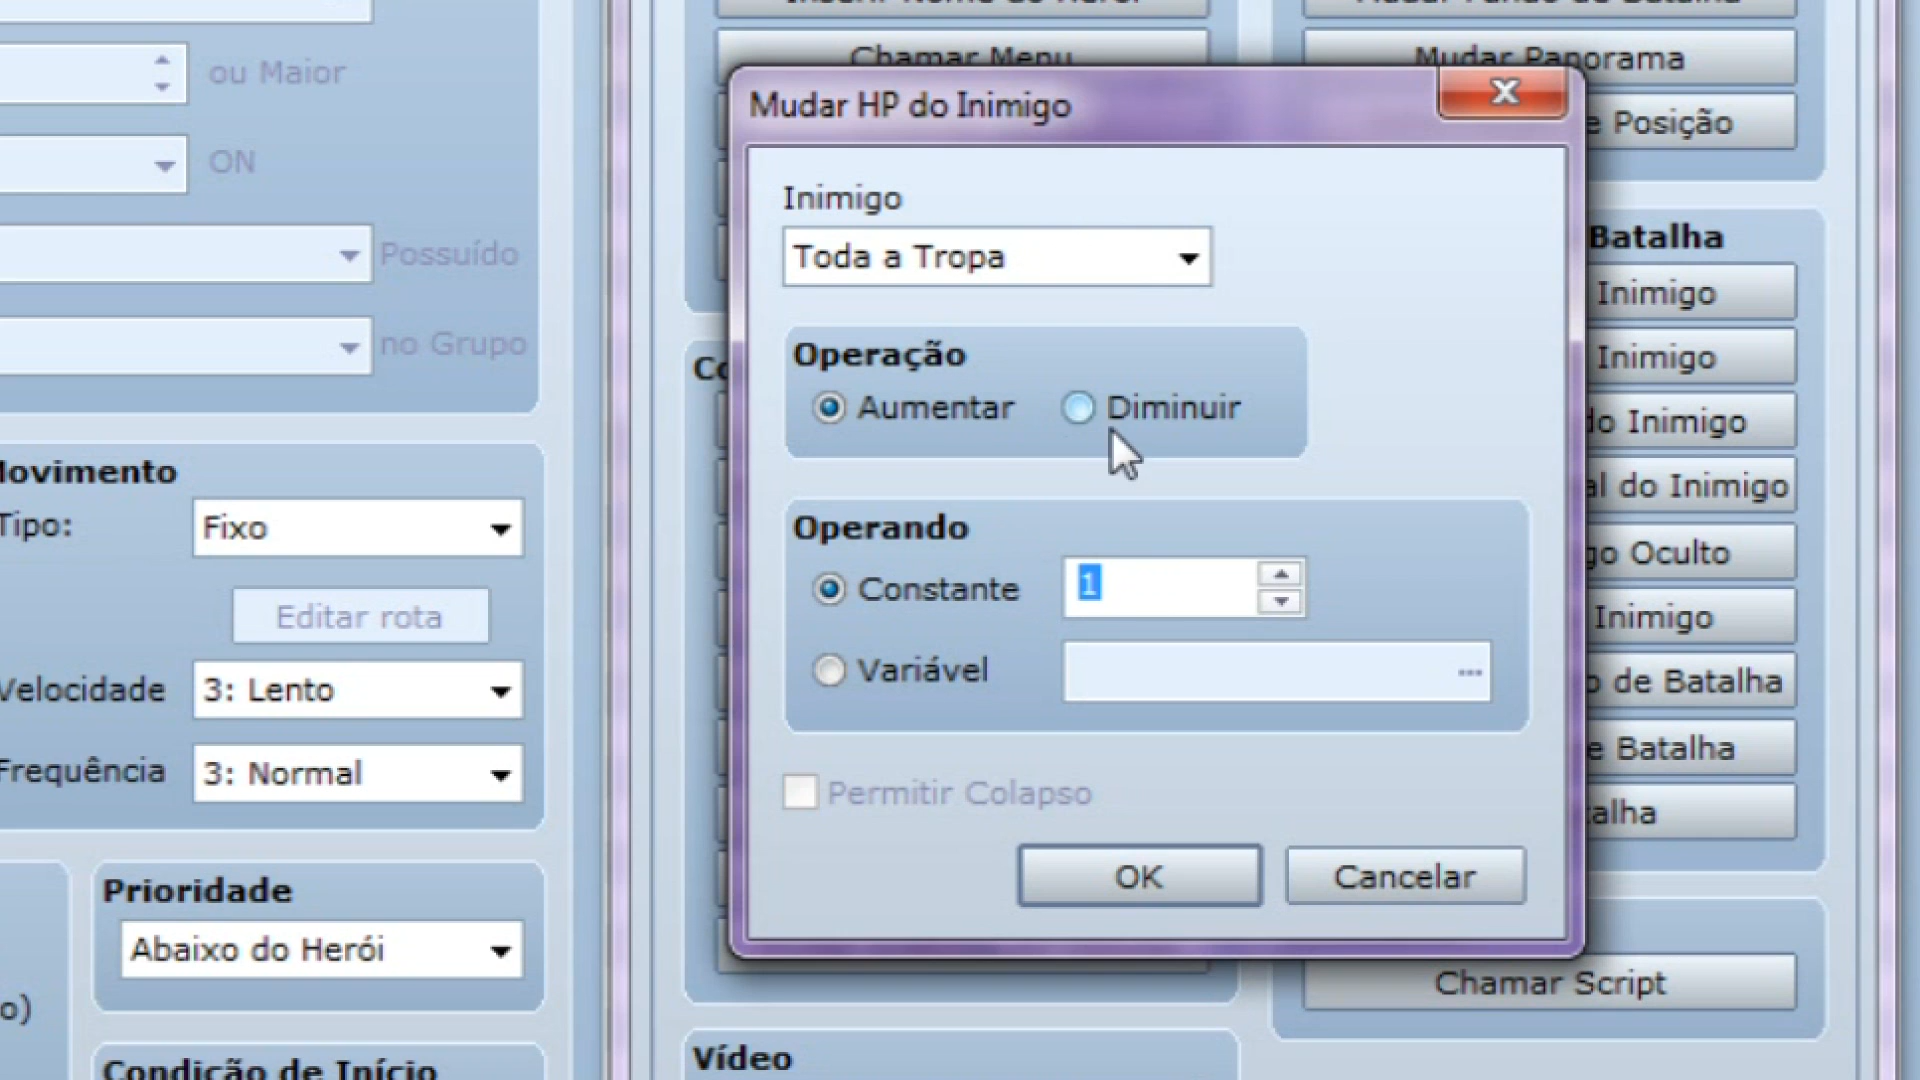 ou Maior
ON
Possuído
no Grupo
Tipo:
Fixo
Editar rota
Velocidade
3: Lento
Frequência
3: Normal
Prioridade
Abaixo do Herói
Condição de Início
Chamar Menu
Mudar HP do Inimigo
Inimigo
Toda a Tropa
Operação
Aumentar
Diminuir
Operando
Constante
1
Variável
Permitir Colapso
OK
Cancelar
Vídeo
Mudar Panorama
e Posição
Batalha
Inimigo
Inimigo
do Inimigo
al do Inimigo
go Oculto
Inimigo
o de Batalha
e Batalha
Chamar Script